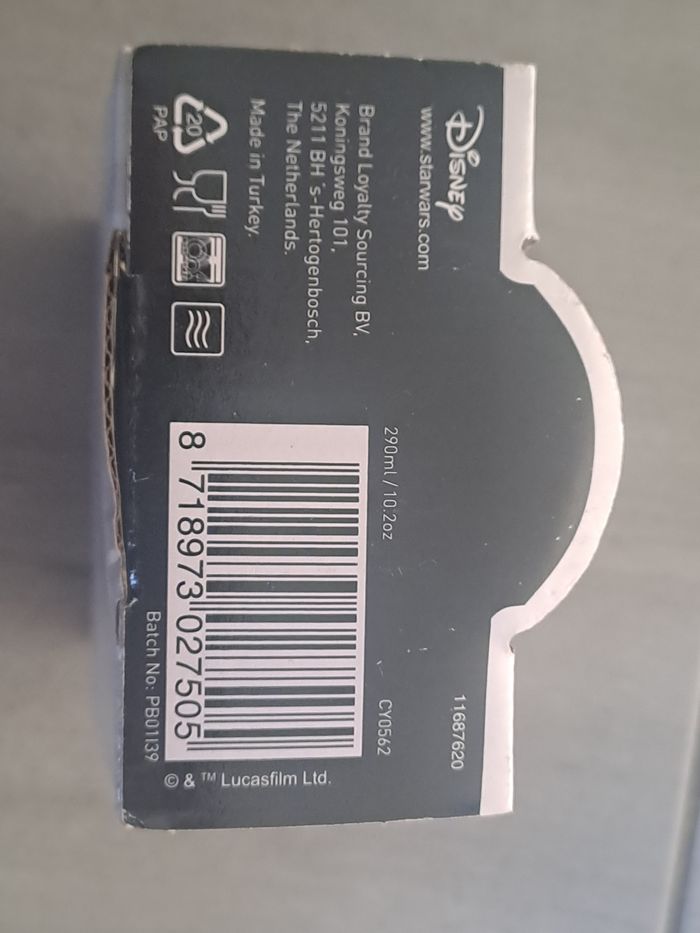 Disney
www.starwars.com
Brand Loyalty Sourcing BV,
Koningsweg 101,
5211 BH ´s-Hertogenbosch,
The Netherlands.
Made in Turkey.
20
PAP
11687620
290ml / 10.2oz
CY0562
8 718973 027505
Batch No: PB01I39
© & ™ Lucasfilm Ltd.